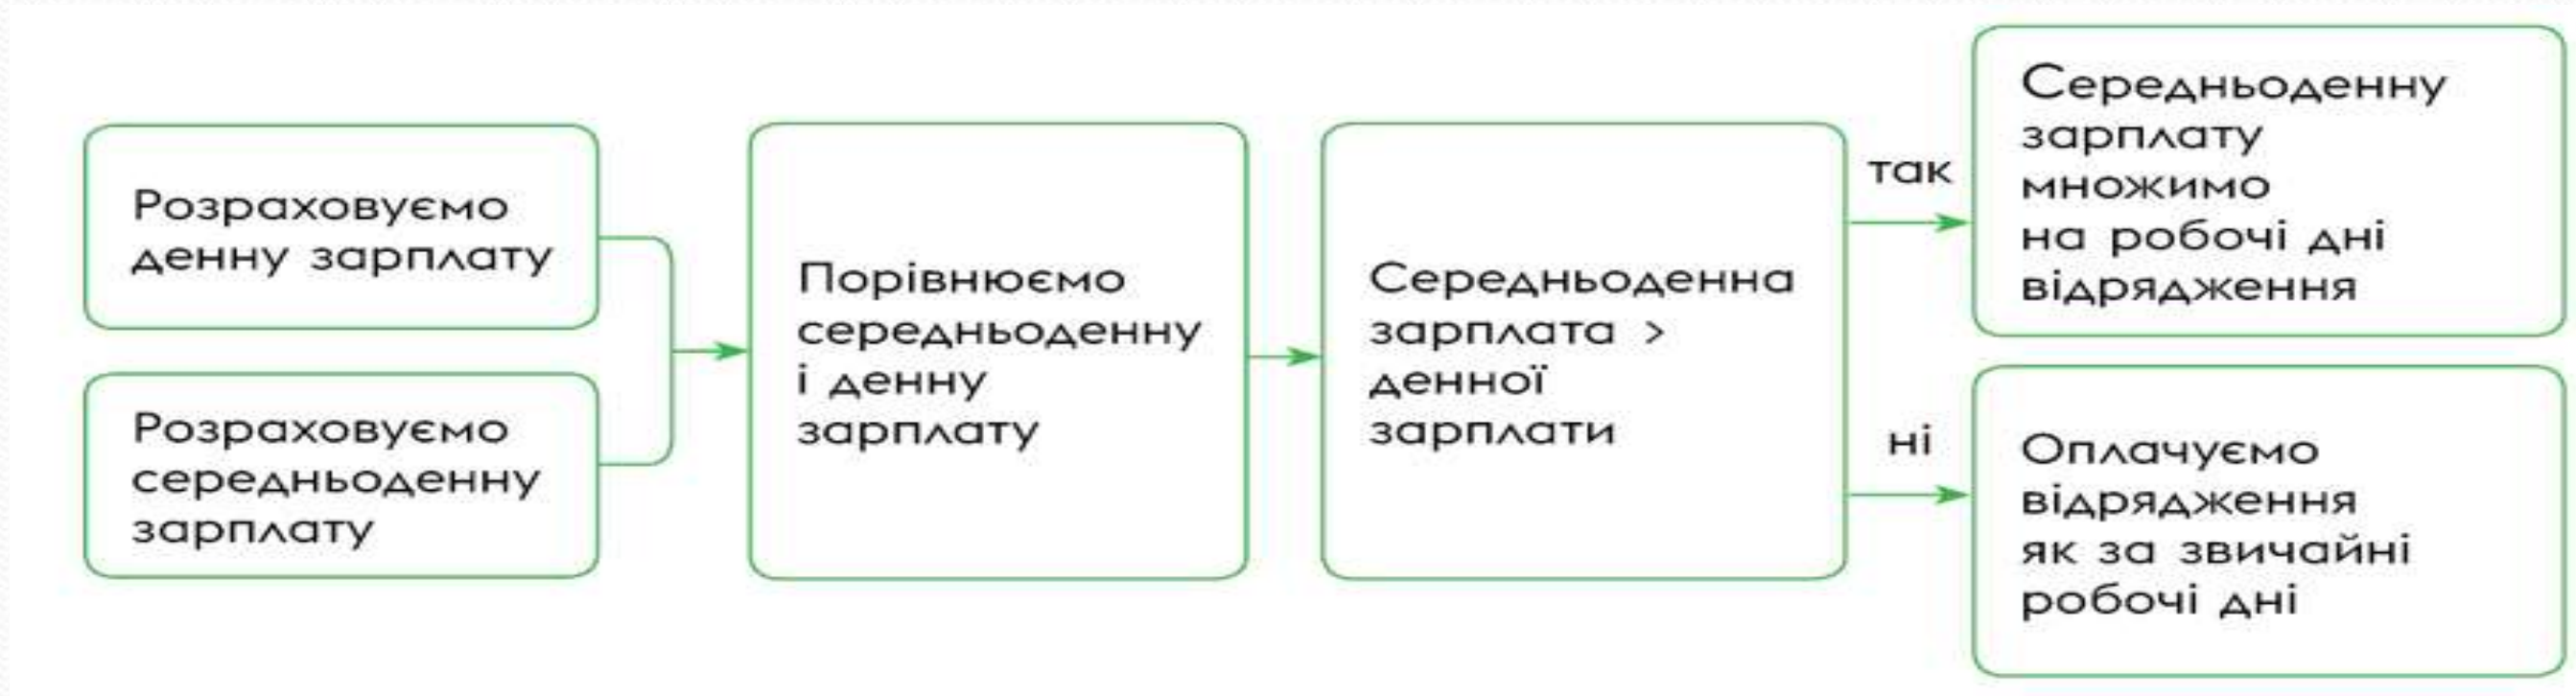 Розраховуємо
денну зарплату
Розраховуємо
середньоденну
зарплату
Порівнюємо
середньоденну
і денну
зарплату
Середньоденна
зарплата >
денної
зарплати
так
Середньоденну
зарплату
множимо
на робочі дні
відрядження
ні
Оплачуємо
відрядження
як за звичайні
робочі дні